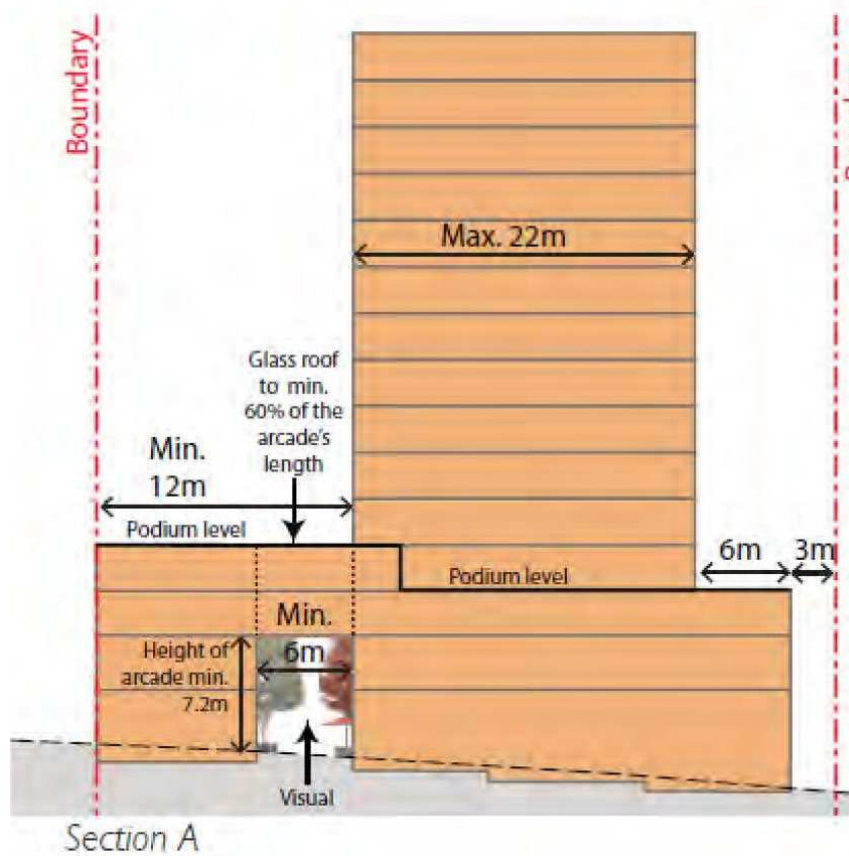 Boundary
Max. 22m
Glass roof
to min.
60% of the
arcade's
length
Min.
12m
Podium level
6m
3m
Podium level
Min.
6m
Height of
arcade min.
7.2m
Visual
Section A